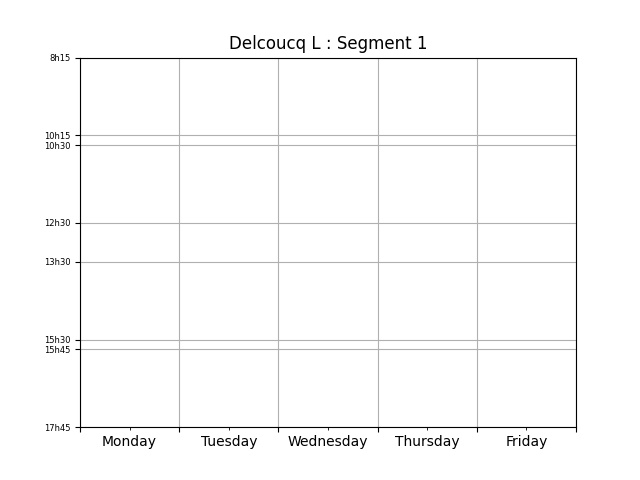 Delcoucq L : Segment 1
8h15
10h15
10h30
12h30
13h30
15h30
15h45
17h45
Monday Tuesday Wednesday Thursday Friday